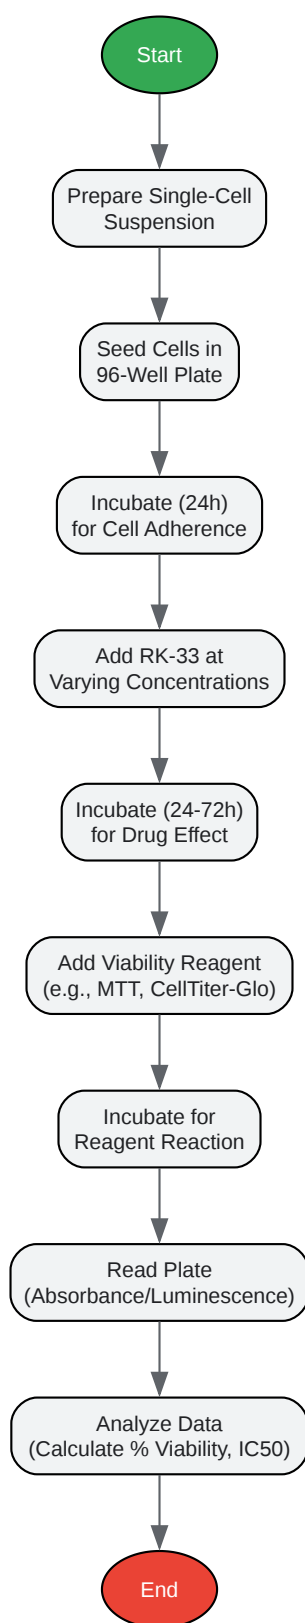 Start
Prepare Single-Cell
Suspension
Seed Cells in
96-Well Plate
Incubate (24h)
for Cell Adherence
Add RK-33 at
Varying Concentrations
Incubate (24-72h)
for Drug Effect
Add Viability Reagent
(e.g., MTT, CellTiter-Glo)
Incubate for
Reagent Reaction
Read Plate
(Absorbance/Luminescence)
Analyze Data
(Calculate % Viability, IC50)
End